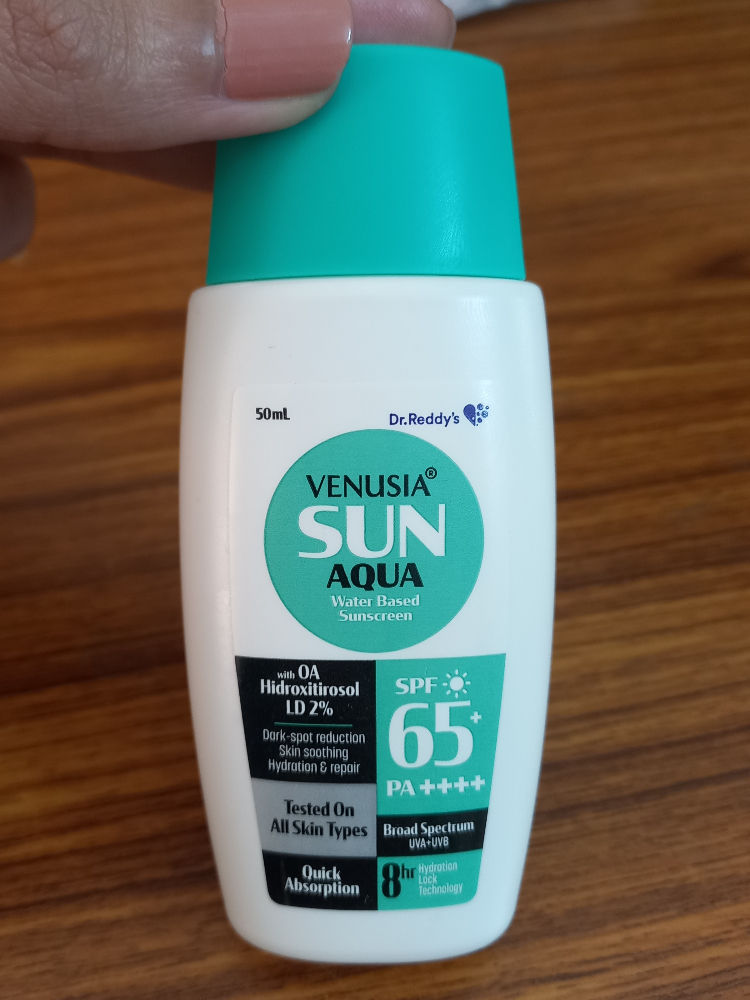 50mL
Dr.Reddy's
VENUSIA®
SUN
AQUA
Water Based
Sunscreen
with OA
Hidroxitirosol
LD 2%
Dark-spot reduction
Skin soothing
Hydration & repair
Tested On
All Skin Types
Quick
Absorption
SPF
65+
PA ++++
Broad Spectrum
UVA+UVB
8hr Hydration
Lock
Technology